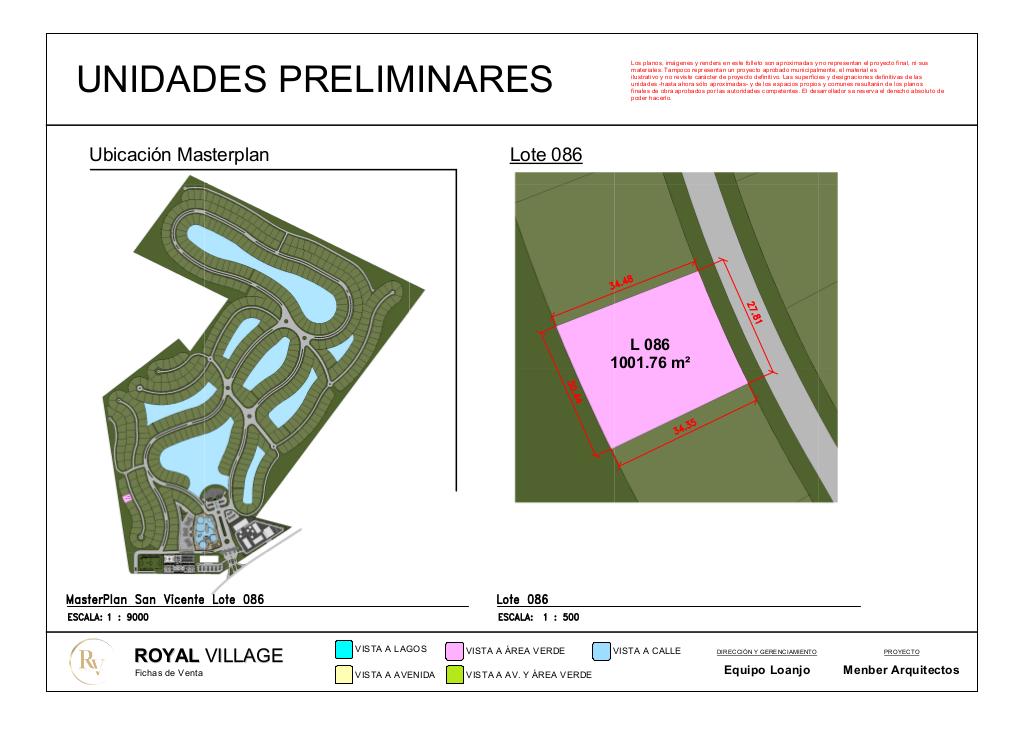 UNIDADES PRELIMINARES
Los planos, imágenes y renders en este folleto son aproximadas y no representan el proyecto final, ni sus
materiales. Tampoco representan un proyecto aprobado municipalmente, el material es
ilustrativo y no reviste carácter de proyecto definitivo. Las superficies y designaciones definitivas de las
unidades -hasta ahora sólo aproximadas- y de los espacios propios y comunes resultarán de los planos
finales de obra aprobados por las autoridades competentes. El desarrollador se reserva el derecho absoluto de
poder hacerlo.
Ubicación Masterplan
Lote 086
34.48
27.81
L 086
1001.76 m²
34.35
MasterPlan San Vicente Lote 086
ESCALA: 1 : 9000
Lote 086
ESCALA: 1 : 500
RV
ROYAL VILLAGE
Fichas de Venta
VISTA A LAGOS
VISTA A ÁREA VERDE
VISTA A CALLE
VISTA A AVENIDA
VISTA A AV. Y ÁREA VERDE
DIRECCIÓN Y GERENCIAMIENTO
Equipo Loanjo
PROYECTO
Menber Arquitectos